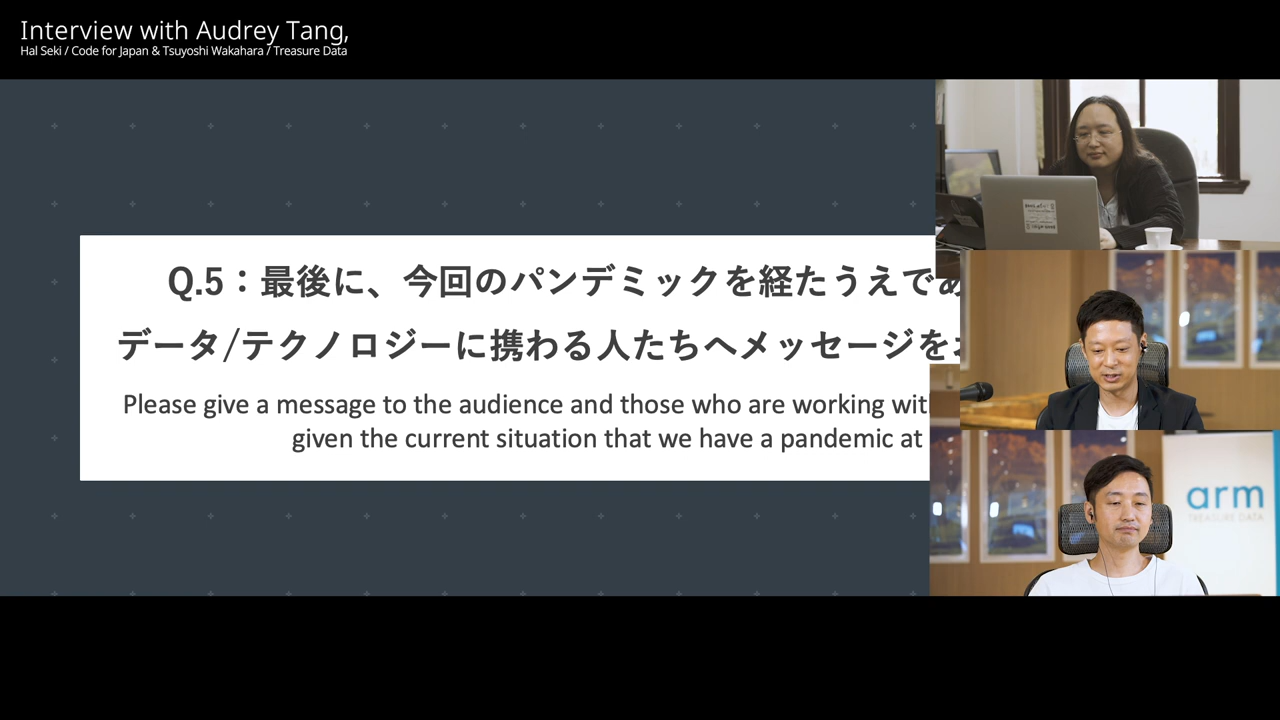 Interview with Audrey Tang,
Hal Seki / Code for Japan & Tsuyoshi Wakahara / Treasure Data
Q.5：最後に、今回のパンデミックを経たうえであ
データ/テクノロジーに携わる人たちへメッセージを
Please give a message to the audience and those who are working with
given the current situation that we have a pandemic at
arm
TREASURE DATA